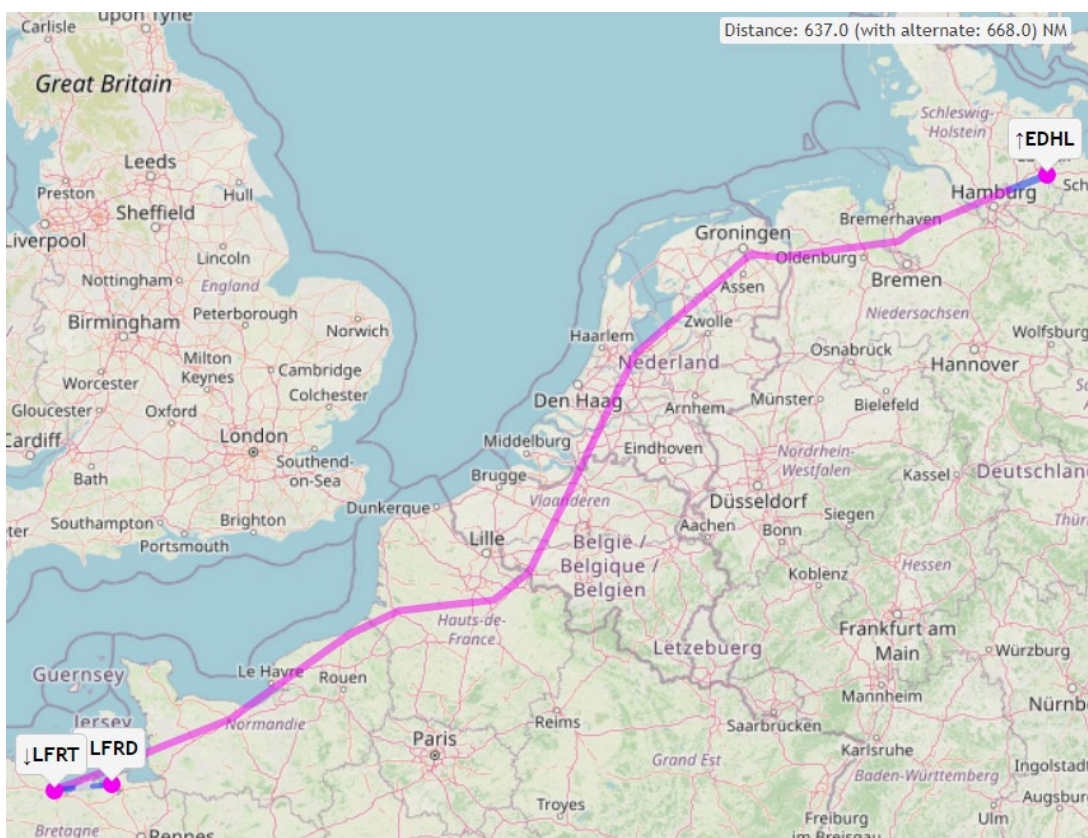 upon Tyne
Carlisle
Distance: 637.0 (with alternate: 668.0) NM
Great Britain
Schleswig-
Holstein
↑EDHL
Leeds
Preston
Hull
Sheffield
Liverpool
Hamburg
Bremerhaven
Groningen
Lincoln
Oldenburg
Nottingham
England
Assen
Bremen
Peterborough
Niedersachsen
Birmingham
Norwich
Zwolle
Wolfsburg
Haarlem
Milton
Keynes
Cambridge
Nederland
Osnabrück
Hannover
Worcester
Colchester
Den Haag
Arnhem
Münster
Bielefeld
Gloucester
Oxford
Cardiff
London
Middelburg
Eindhoven
Nordrhein-
Westfalen
Kassel
Deutschland
Bath
Southend-
on-Sea
Brugge
Vlaanderen
Düsseldorf
Dunkerque
Southampton
Brighton
Aachen
Siegen
Bonn
Portsmouth
Lille
België /
Belgique /
Belgien
Hessen
Koblenz
Hauts-de-
France
Frankfurt am
Main
Guernsey
Le Havre
Rouen
Lëtzebuerg
Würzburg
Mannheim
Jersey
Normandie
Reims
Saarbrücken
↓LFRT
LFRD
Paris
Karlsruhe
Grand Est
Baden-Württemberg
Ingolstadt
Troyes
Augsburg
Bretagne
Rennes
Freiburg
im Breisgau
Ulm